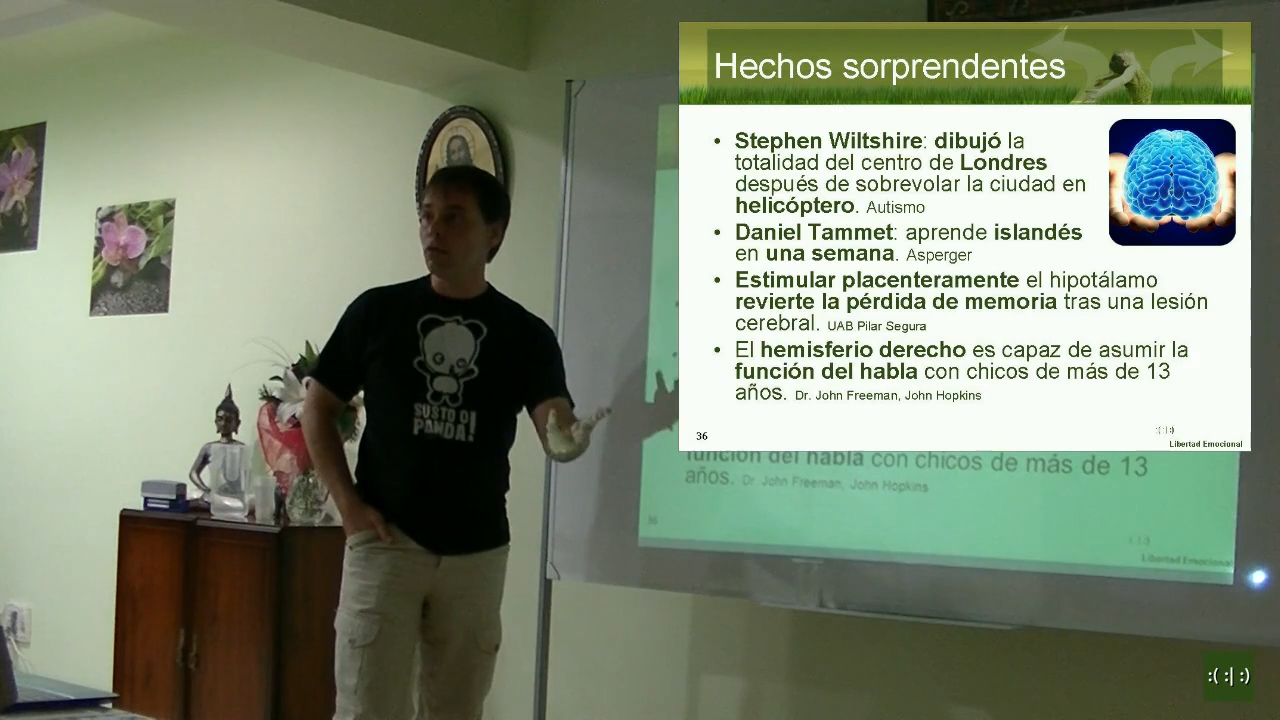 Hechos sorprendentes
• Stephen Wiltshire: dibujó la
totalidad del centro de Londres
después de sobrevolar la ciudad en
helicóptero. Autismo
• Daniel Tammet: aprende islandés
en una semana. Asperger
• Estimular placenteramente el hipotálamo
revierte la pérdida de memoria tras una lesión
cerebral. UAB Pilar Segura
• El hemisferio derecho es capaz de asumir la
función del habla con chicos de más de 13
años. Dr. John Freeman, John Hopkins
36
:(:|:)
Libertad Emocional
función del habla con chicos de más de 13
años. Dr. John Freeman, John Hopkins
36
Libertad Emocional
SUSTO O
PANDA!
:( :| :)